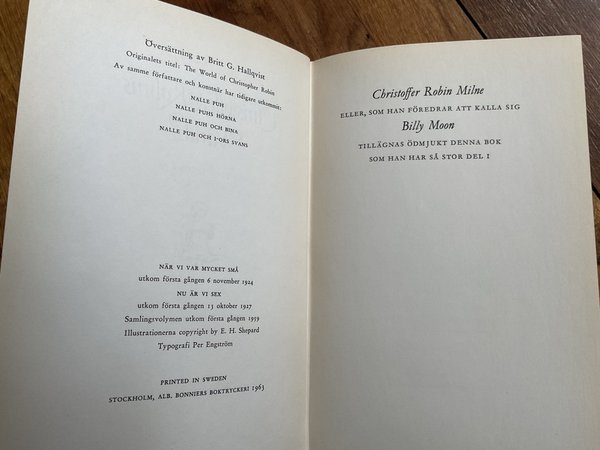 Översättning av Britt G. Hallqvist
Originalets titel: The World of Christopher Robin
Av samme författare och konstnär har tidigare utkommit:
NALLE PUH
NALLE PUHS HÖRNA
NALLE PUH OCH BINA
NALLE PUH OCH I-ORS SVANS
NÄR VI VAR MYCKET SMÅ
utkom första gången 6 november 1924
NU ÄR VI SEX
utkom första gången 13 oktober 1927
Samlingsvolymen utkom första gången 1959
Illustrationerna copyright by E. H. Shepard
Typografi Per Engström
PRINTED IN SWEDEN
STOCKHOLM, ALB. BONNIERS BOKTRYCKERI 1963
Christoffer Robin Milne
ELLER, SOM HAN FÖREDRAR ATT KALLA SIG
Billy Moon
TILLÄGNAS ÖDMJUKT DENNA BOK
SOM HAN HAR SÅ STOR DEL I